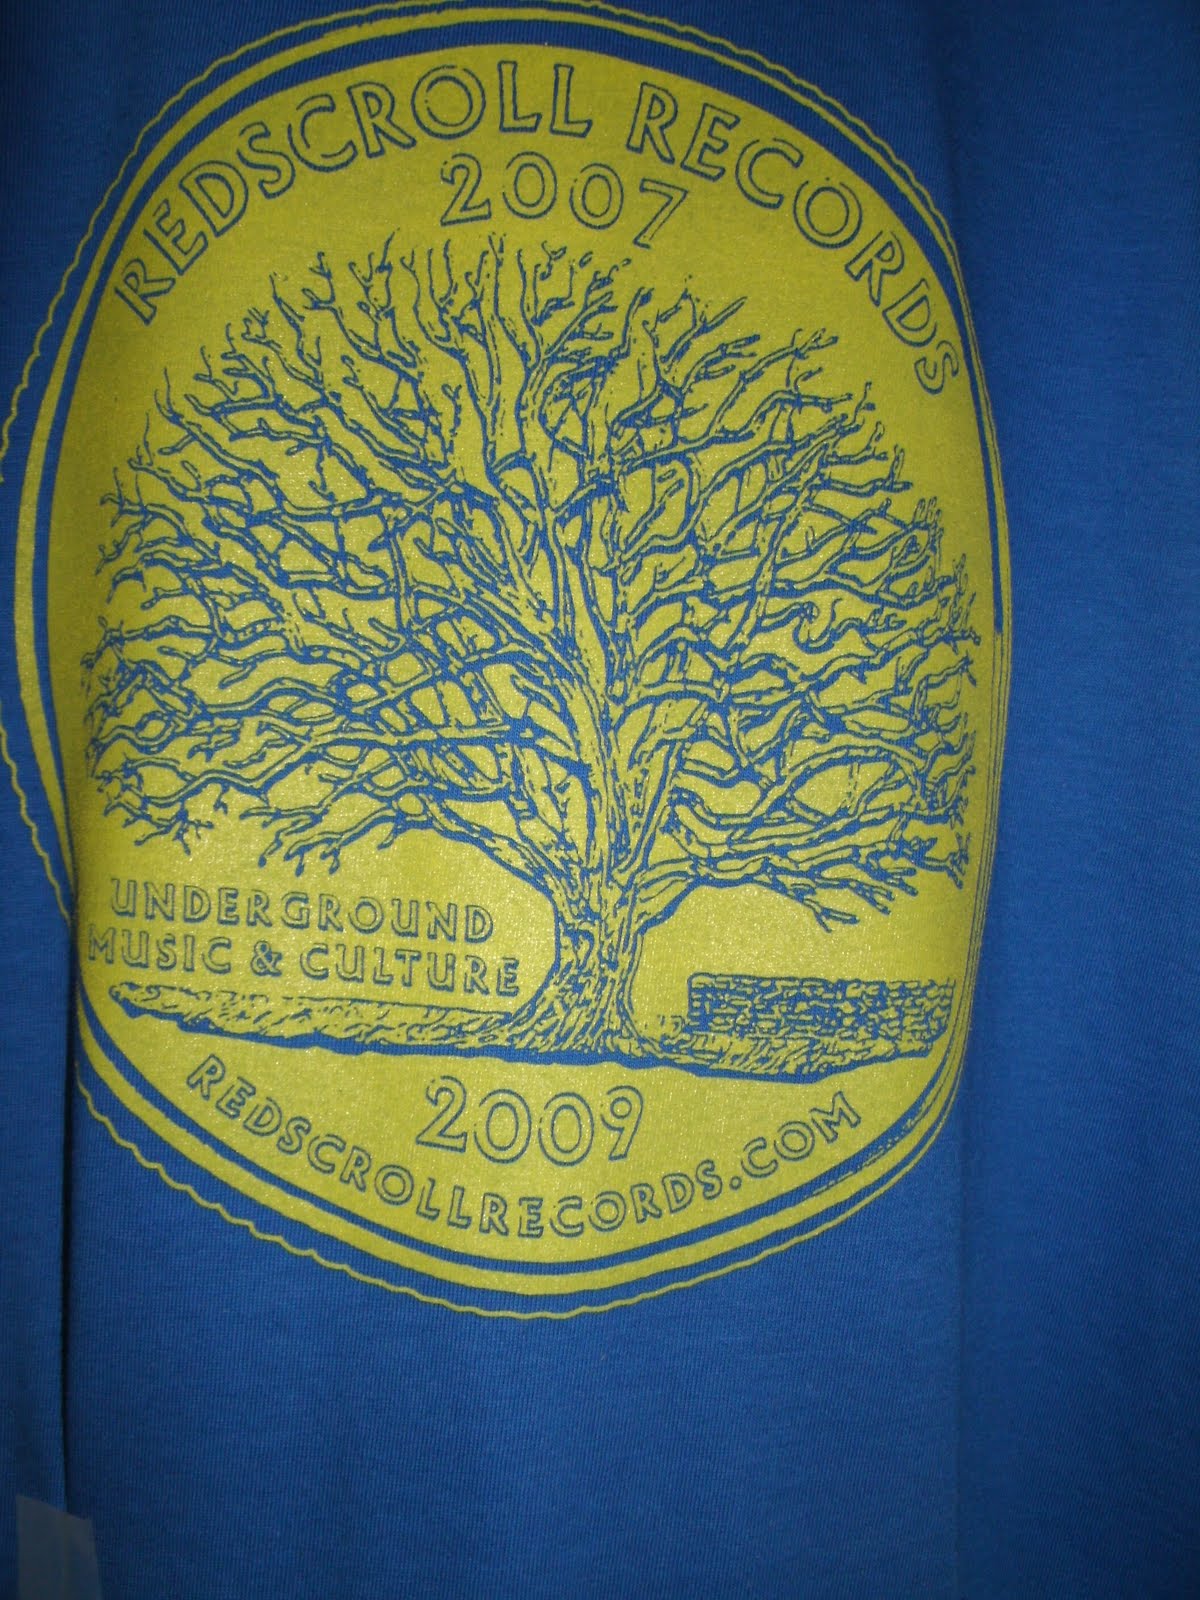 REDSCROLL RECORDS
2007
UNDERGROUND
MUSIC & CULTURE
2009
REDSCROLLRECORDS.COM